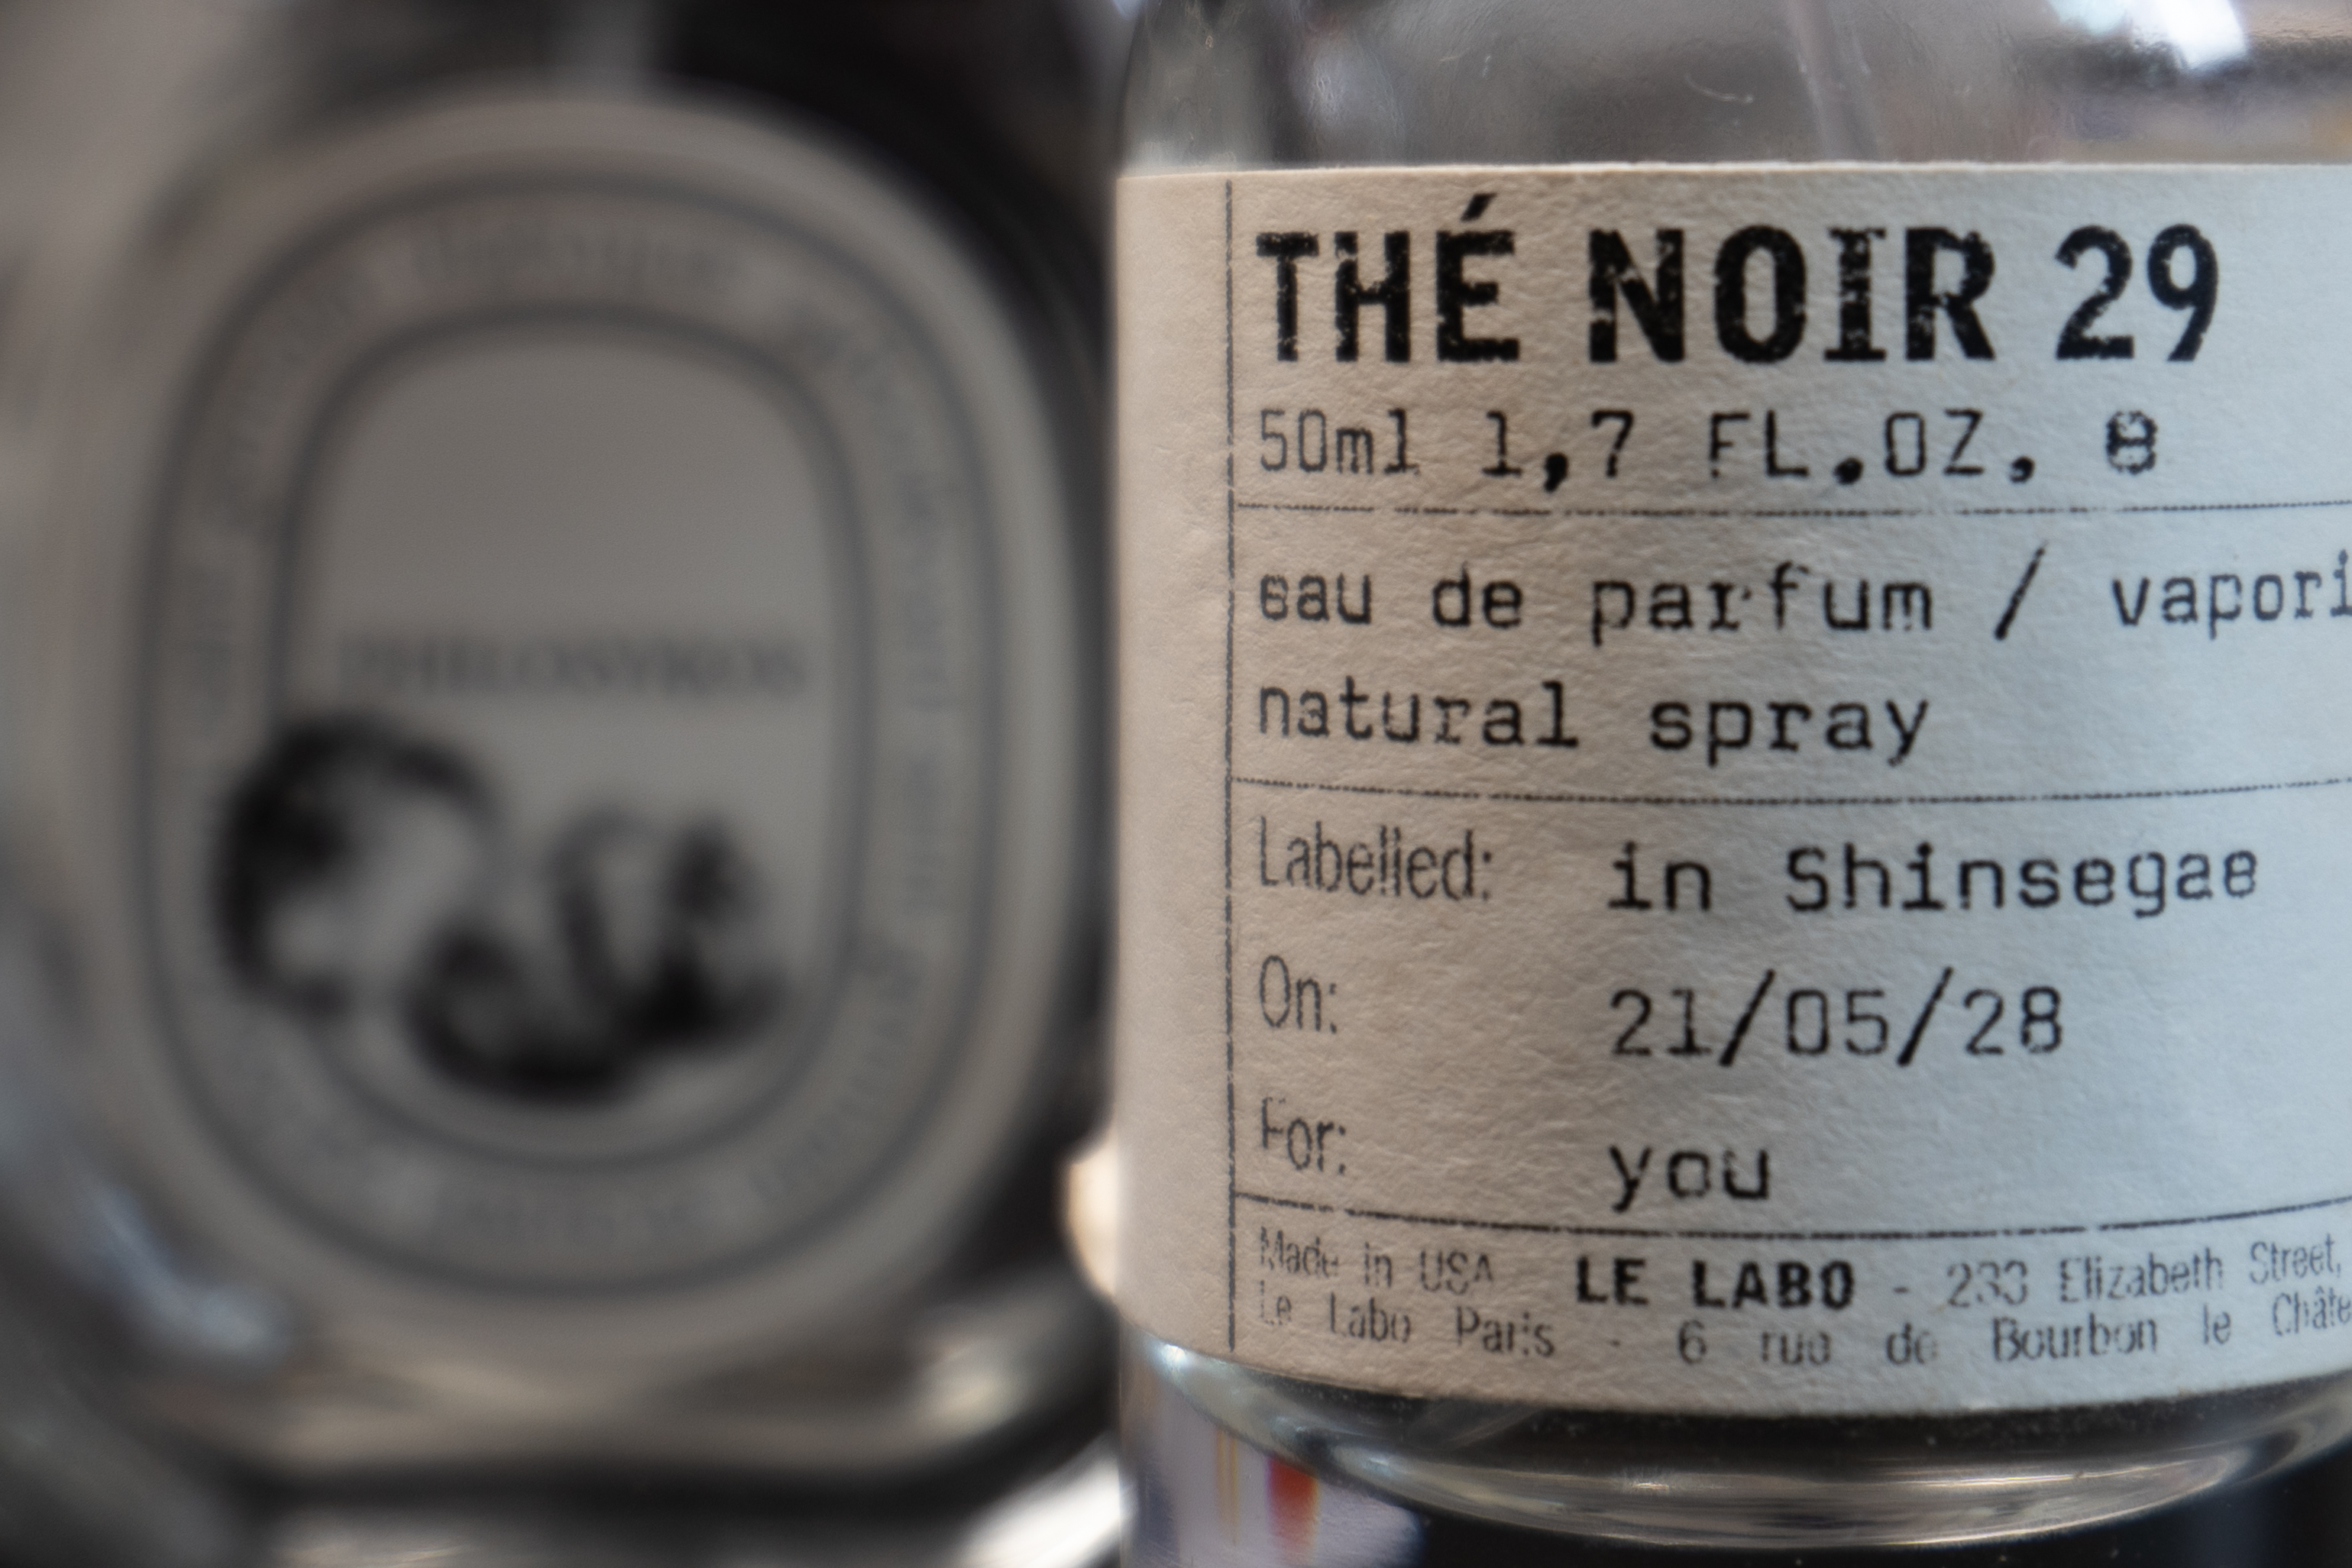 PHILOSYKOS
THÉ NOIR 29
50ml 1,7 FL.OZ, e
eau de parfum / vapori
natural spray
Labelled: in Shinsegae
On: 21/05/28
For: you
Made in USA LE LABO - 233 Elizabeth Street,
Le Labo Paris - 6 rue de Bourbon le Châte